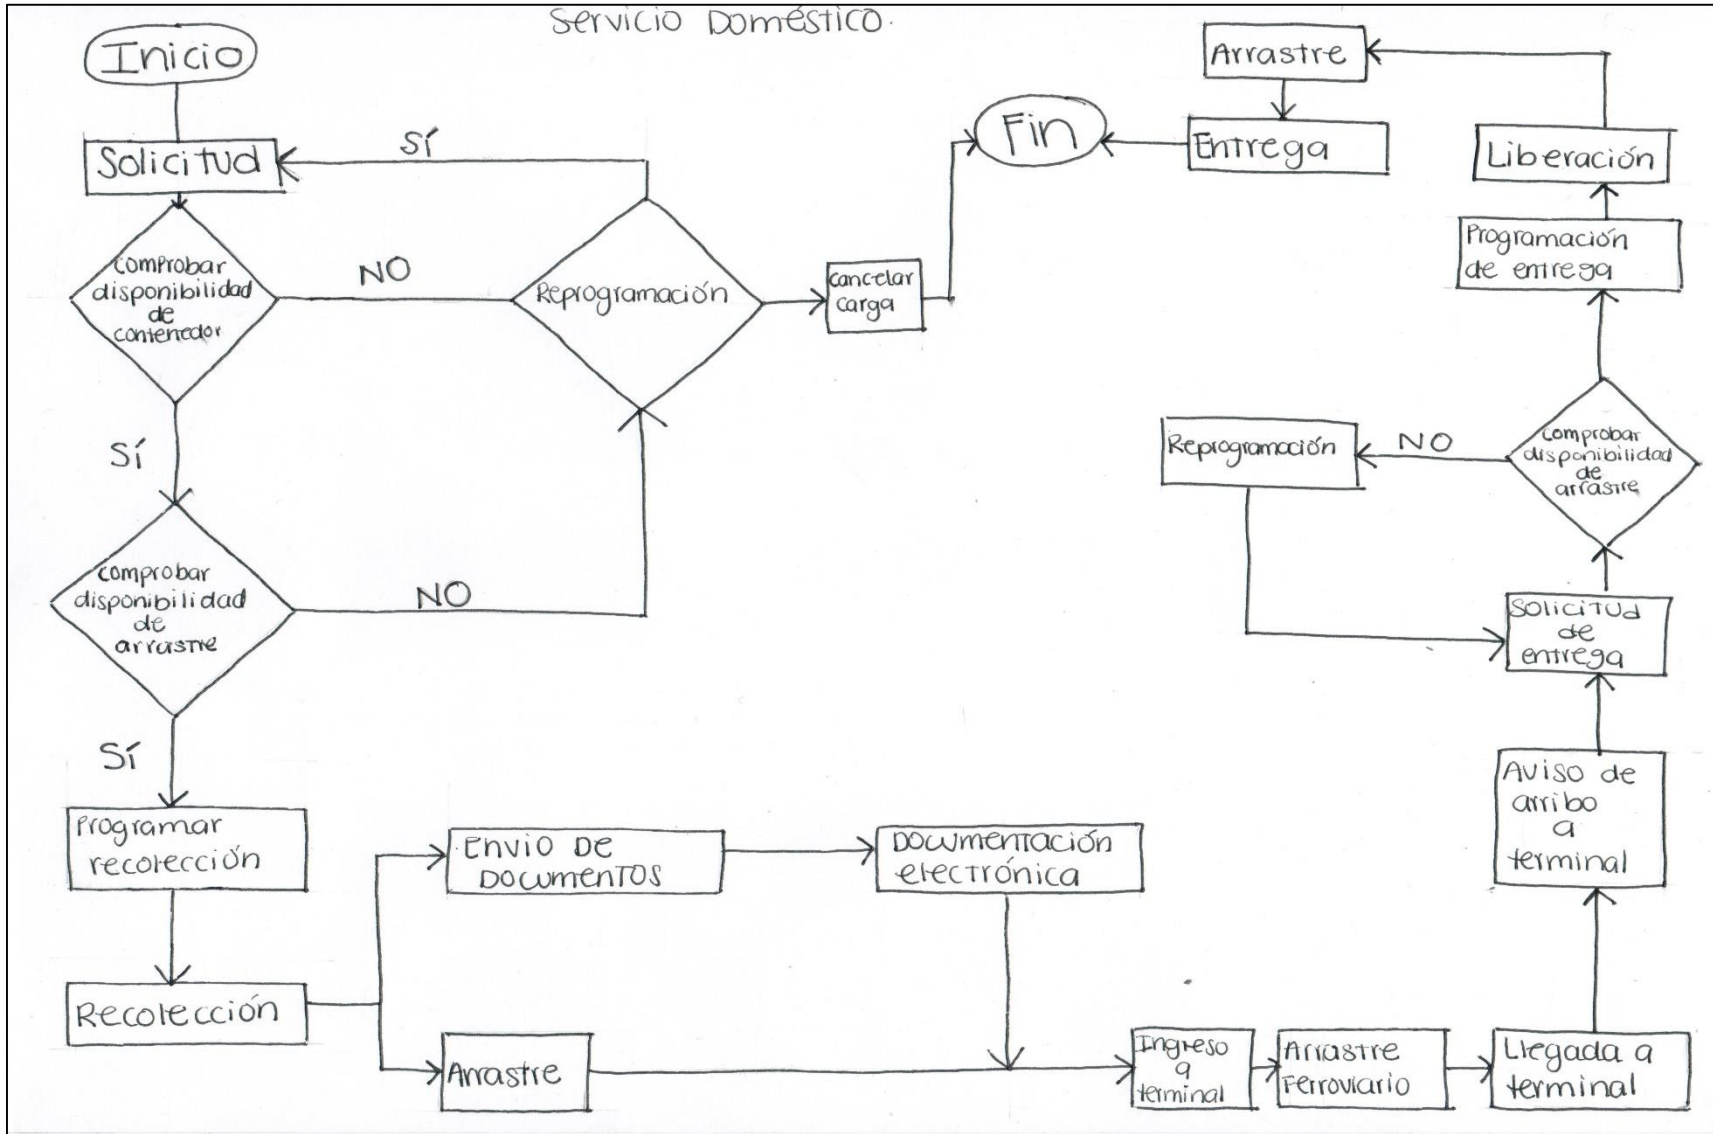 Servicio Doméstico.
Inicio
Solicitud
SÍ
comprobar
disponibilidad
de
contenedor
NO
Reprogramación
cancelar
carga
Fin
SÍ
comprobar
disponibilidad
de
arrastre
NO
SÍ
Programar
recolección
Recolección
ENVIO DE
DOCUMENTOS
DOCUMENTACIÓN
electrónica
Arrastre
Ingreso
a
terminal
Arrastre
Ferroviario
Llegada a
terminal
Aviso de
arribo
a
terminal
Solicitud
de
entrega
comprobar
disponibilidad
de
arrastre
NO
Reprogramación
Programación
de entrega
Liberación
Arrastre
Entrega